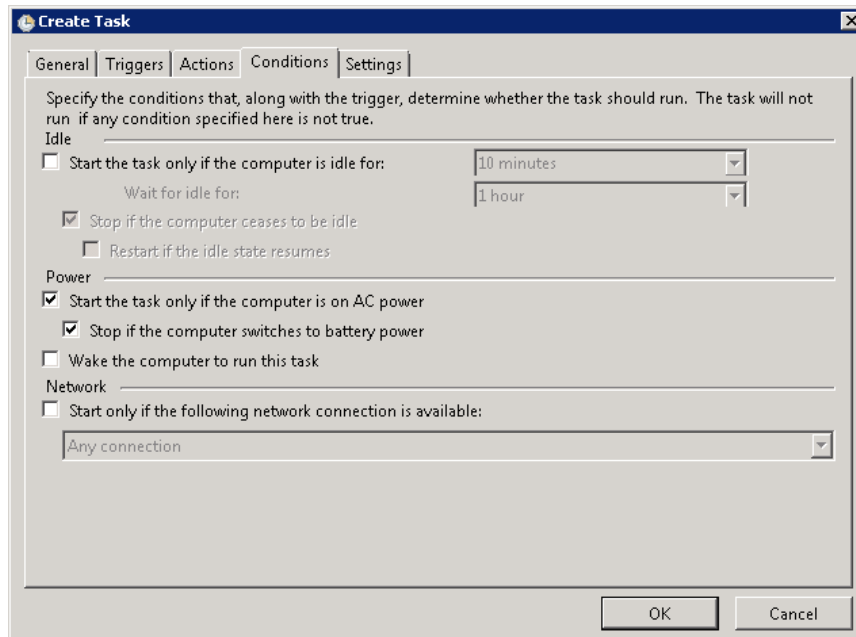 Create Task
General Triggers Actions Conditions Settings
Specify the conditions that, along with the trigger, determine whether the task should run.  The task will not
run  if any condition specified here is not true.
Idle
Start the task only if the computer is idle for: 10 minutes
Wait for idle for: 1 hour
Stop if the computer ceases to be idle
Restart if the idle state resumes
Power
Start the task only if the computer is on AC power
Stop if the computer switches to battery power
Wake the computer to run this task
Network
Start only if the following network connection is available:
Any connection
OK Cancel